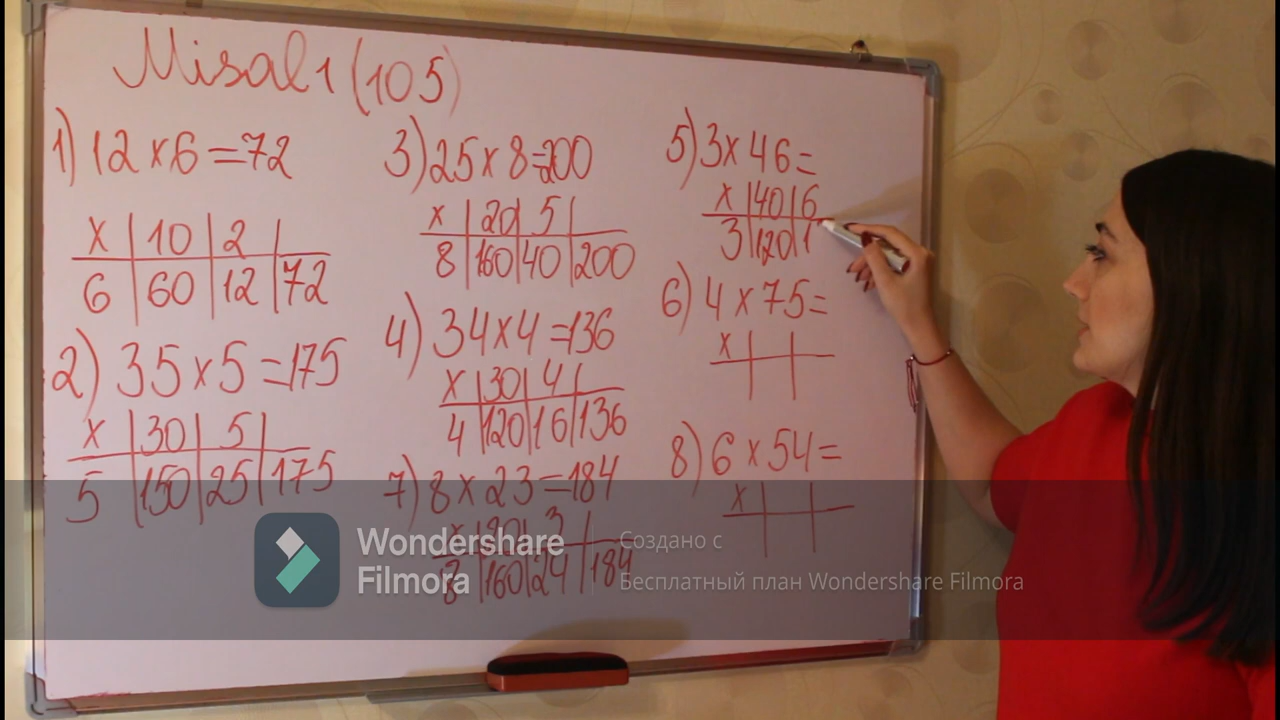 Misal 1 (105)
1) 12 x 6 = 72
x | 10 | 2 |
6 | 60 | 12 | 72
2) 35 x 5 = 175
x | 30 | 5 |
5 | 150 | 25 | 175
3) 25 x 8 = 200
x | 20 | 5 |
8 | 160 | 40 | 200
4) 34 x 4 = 136
x | 30 | 4 |
4 | 120 | 16 | 136
7) 8 x 23 = 184
x | 20 | 3 |
8 | 160 | 24 | 184
5) 3 x 46 =
x | 40 | 6
3 | 120 | 1
6) 4 x 75 =
x | |
8) 6 x 54 =
x | |
Wondershare
Filmora
Создано с
Бесплатный план Wondershare Filmora